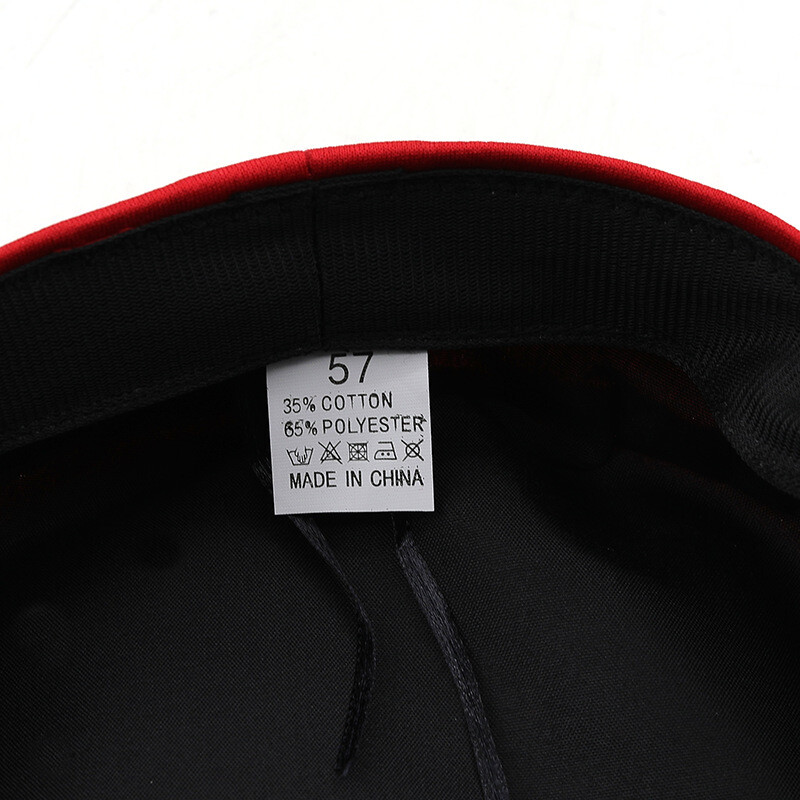 57
35% COTTON
65% POLYESTER
MADE IN CHINA